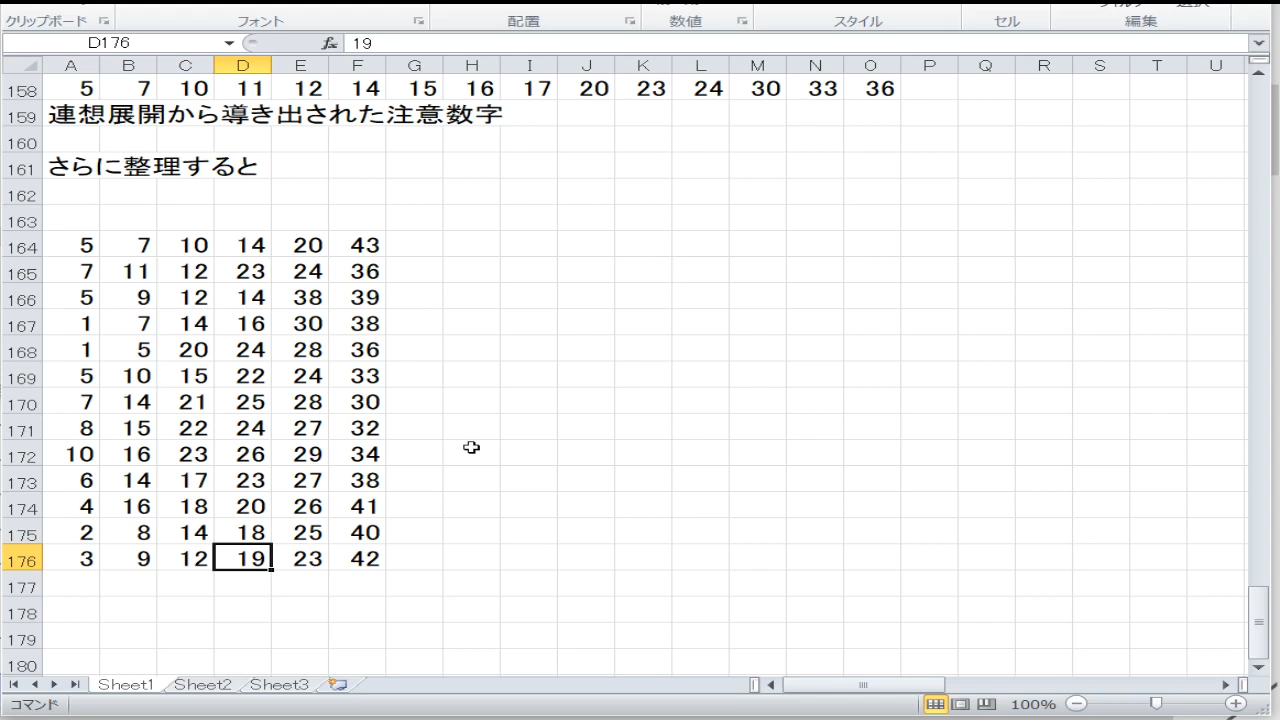 クリップボード フォント 配置 数値 スタイル セル 編集
D176 fx 19
A B C D E F G H I J K L M N O P Q R S T U
158 5 7 10 11 12 14 15 16 17 20 23 24 30 33 36
159 連想展開から導き出された注意数字
160
161 さらに整理すると
162
163
164 5 7 10 14 20 43
165 7 11 12 23 24 36
166 5 9 12 14 38 39
167 1 7 14 16 30 38
168 1 5 20 24 28 36
169 5 10 15 22 24 33
170 7 14 21 25 28 30
171 8 15 22 24 27 32
172 10 16 23 26 29 34
173 6 14 17 23 27 38
174 4 16 18 20 26 41
175 2 8 14 18 25 40
176 3 9 12 19 23 42
177
178
179
180
Sheet1 Sheet2 Sheet3
コマンド 100%